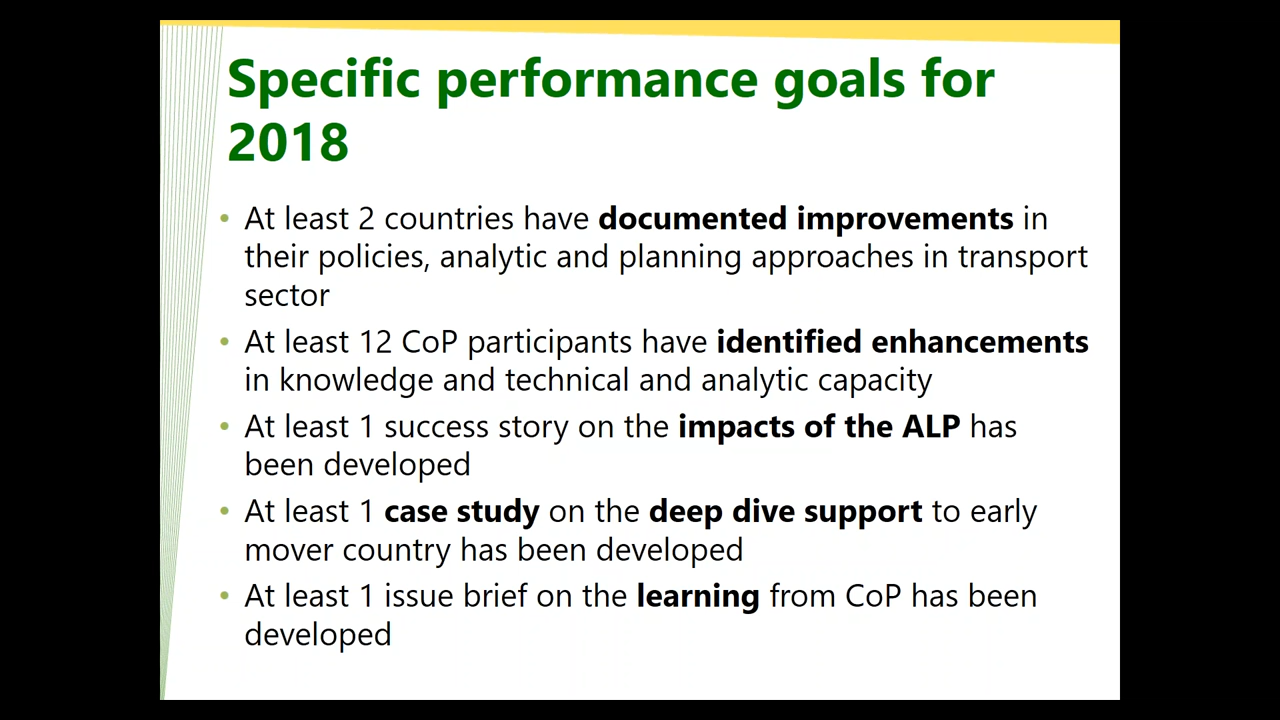 Specific performance goals for
2018
• At least 2 countries have documented improvements in
their policies, analytic and planning approaches in transport
sector
• At least 12 CoP participants have identified enhancements
in knowledge and technical and analytic capacity
• At least 1 success story on the impacts of the ALP has
been developed
• At least 1 case study on the deep dive support to early
mover country has been developed
• At least 1 issue brief on the learning from CoP has been
developed